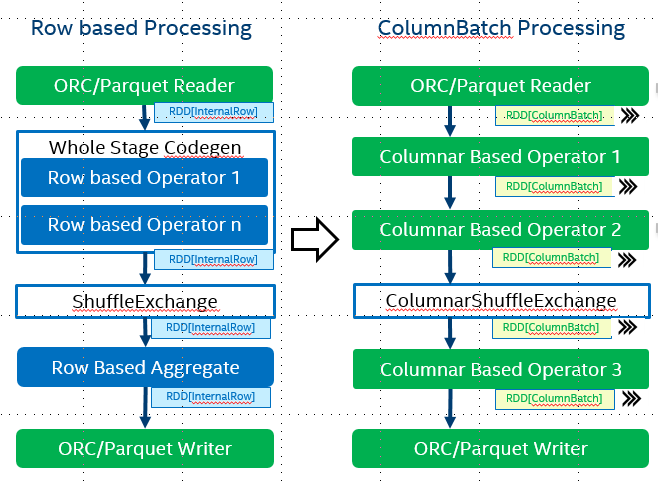 Row based Processing
ORC/Parquet Reader
RDD[InternalRow]
Whole Stage Codegen
Row based Operator 1
Row based Operator n
RDD[InternalRow]
ShuffleExchange
RDD[InternalRow]
Row Based Aggregate
RDD[InternalRow]
ORC/Parquet Writer
ColumnBatch Processing
ORC/Parquet Reader
RDD[ColumnBatch]
Columnar Based Operator 1
RDD[ColumnBatch]
Columnar Based Operator 2
RDD[ColumnBatch]
ColumnarShuffleExchange
RDD[ColumnBatch]
Columnar Based Operator 3
RDD[ColumnBatch]
ORC/Parquet Writer